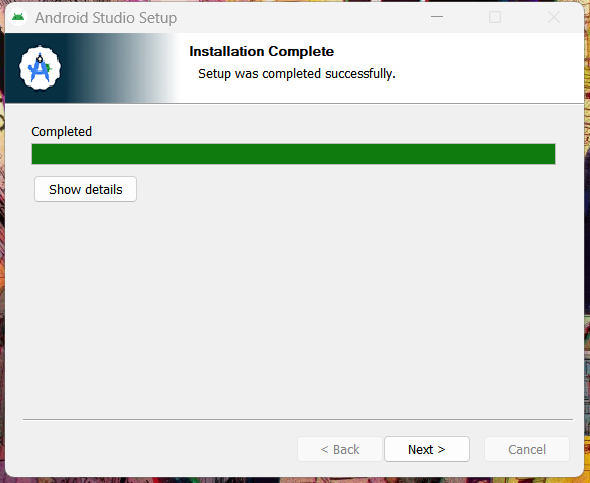 Android Studio Setup
Installation Complete
Setup was completed successfully.
Completed
Show details
< Back
Next >
Cancel